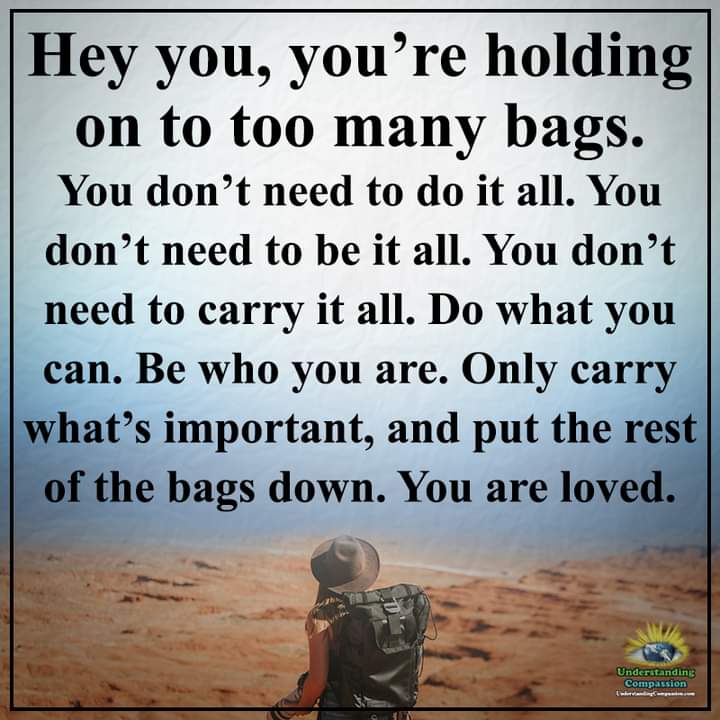 Hey you, you’re holding
on to too many bags.
You don’t need to do it all. You
don’t need to be it all. You don’t
need to carry it all. Do what you
can. Be who you are. Only carry
what’s important, and put the rest
of the bags down. You are loved.
Understanding
Compassion
UnderstandingCompassion.com